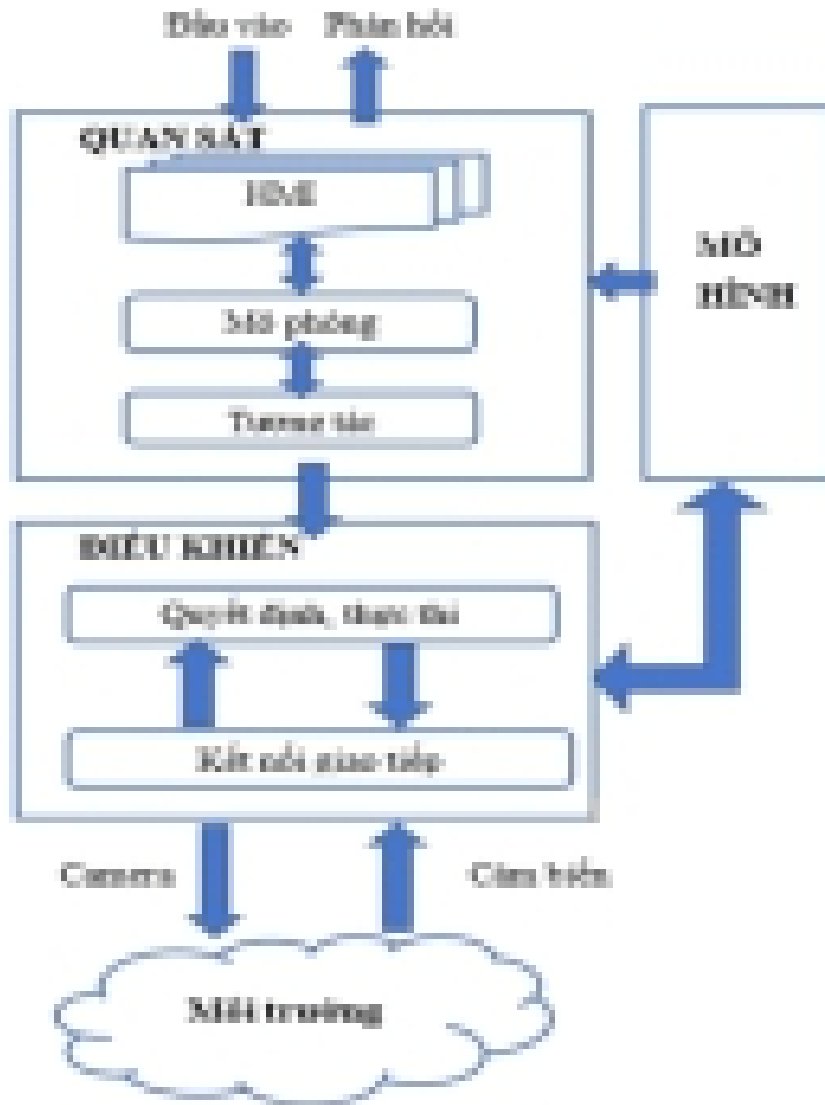 Đầu vào Phản hồi
QUAN SÁT
HMI
MÔ
HÌNH
Mô phỏng
Tương tác
ĐIỀU KHIỂN
Quyết định, thực thi
Kết nối giao tiếp
Camera Cảm biến
Môi trường